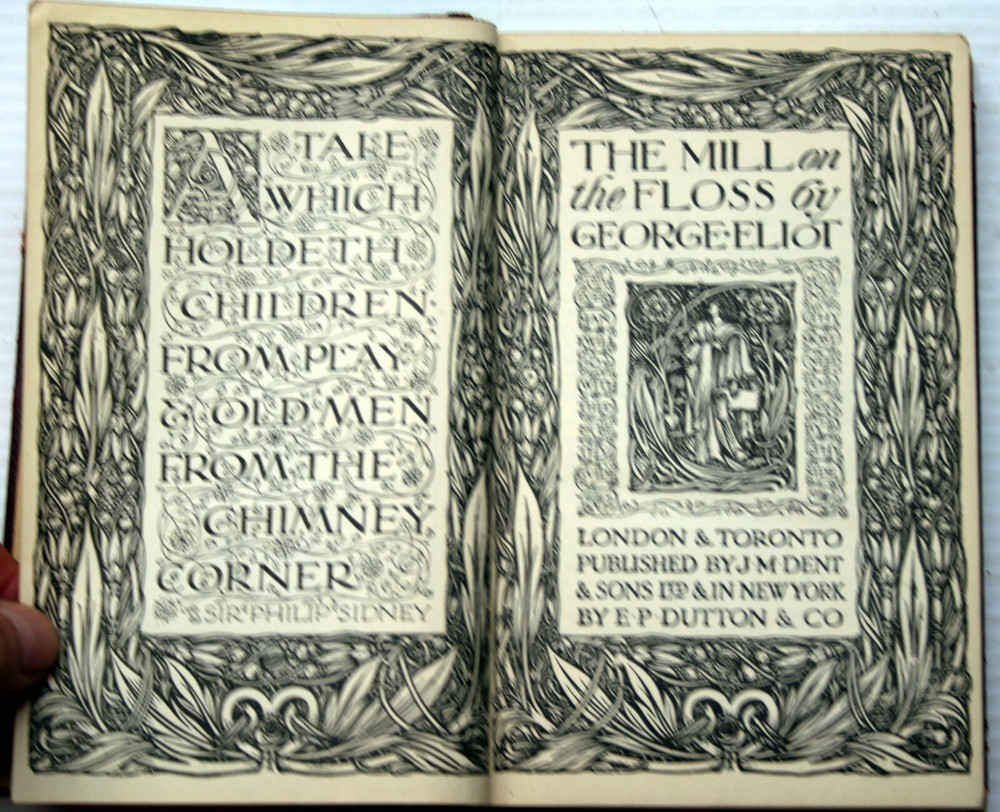 A TALE
WHICH
HOLDETH
CHILDREN
FROM·PLAY
& OLD MEN
FROM·THE
CHIMNEY
CORNER
SIR·PHILIP·SIDNEY
THE MILL on
the FLOSS by
GEORGE·ELIOT
LONDON & TORONTO
PUBLISHED BY J·M·DENT
& SONS LTD & IN NEW YORK
BY E·P·DUTTON & CO